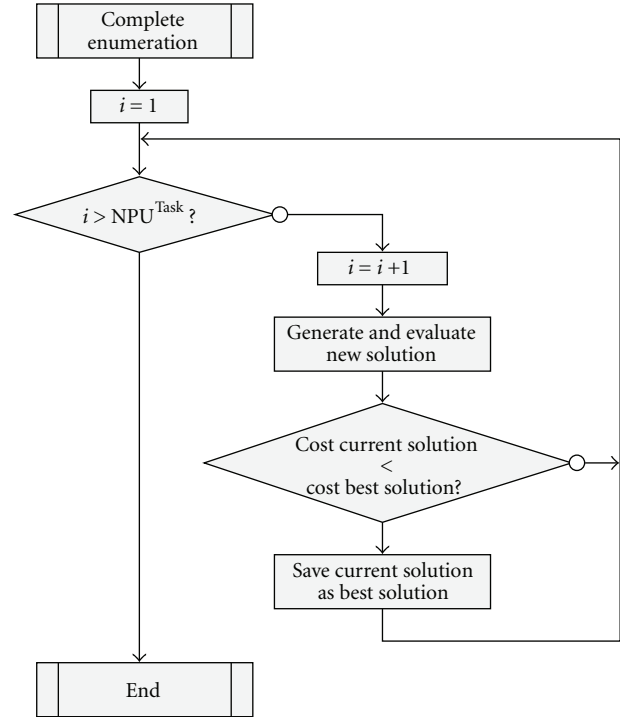 Complete
enumeration
i = 1
i > NPU^Task ?
i = i +1
Generate and evaluate
new solution
Cost current solution
<
cost best solution?
Save current solution
as best solution
End